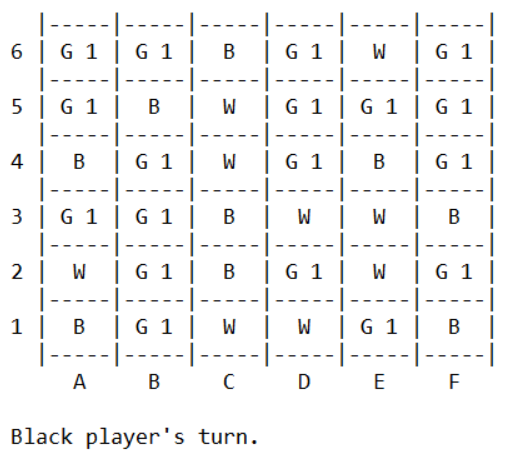 |-----|-----|-----|-----|-----|-----|
6 | G 1 | G 1 |  B  | G 1 |  W  | G 1 |
|-----|-----|-----|-----|-----|-----|
5 | G 1 |  B  |  W  | G 1 | G 1 | G 1 |
|-----|-----|-----|-----|-----|-----|
4 |  B  | G 1 |  W  | G 1 |  B  | G 1 |
|-----|-----|-----|-----|-----|-----|
3 | G 1 | G 1 |  B  |  W  |  W  |  B  |
|-----|-----|-----|-----|-----|-----|
2 |  W  | G 1 |  B  | G 1 |  W  | G 1 |
|-----|-----|-----|-----|-----|-----|
1 |  B  | G 1 |  W  |  W  | G 1 |  B  |
|-----|-----|-----|-----|-----|-----|
A     B     C     D     E     F
Black player's turn.